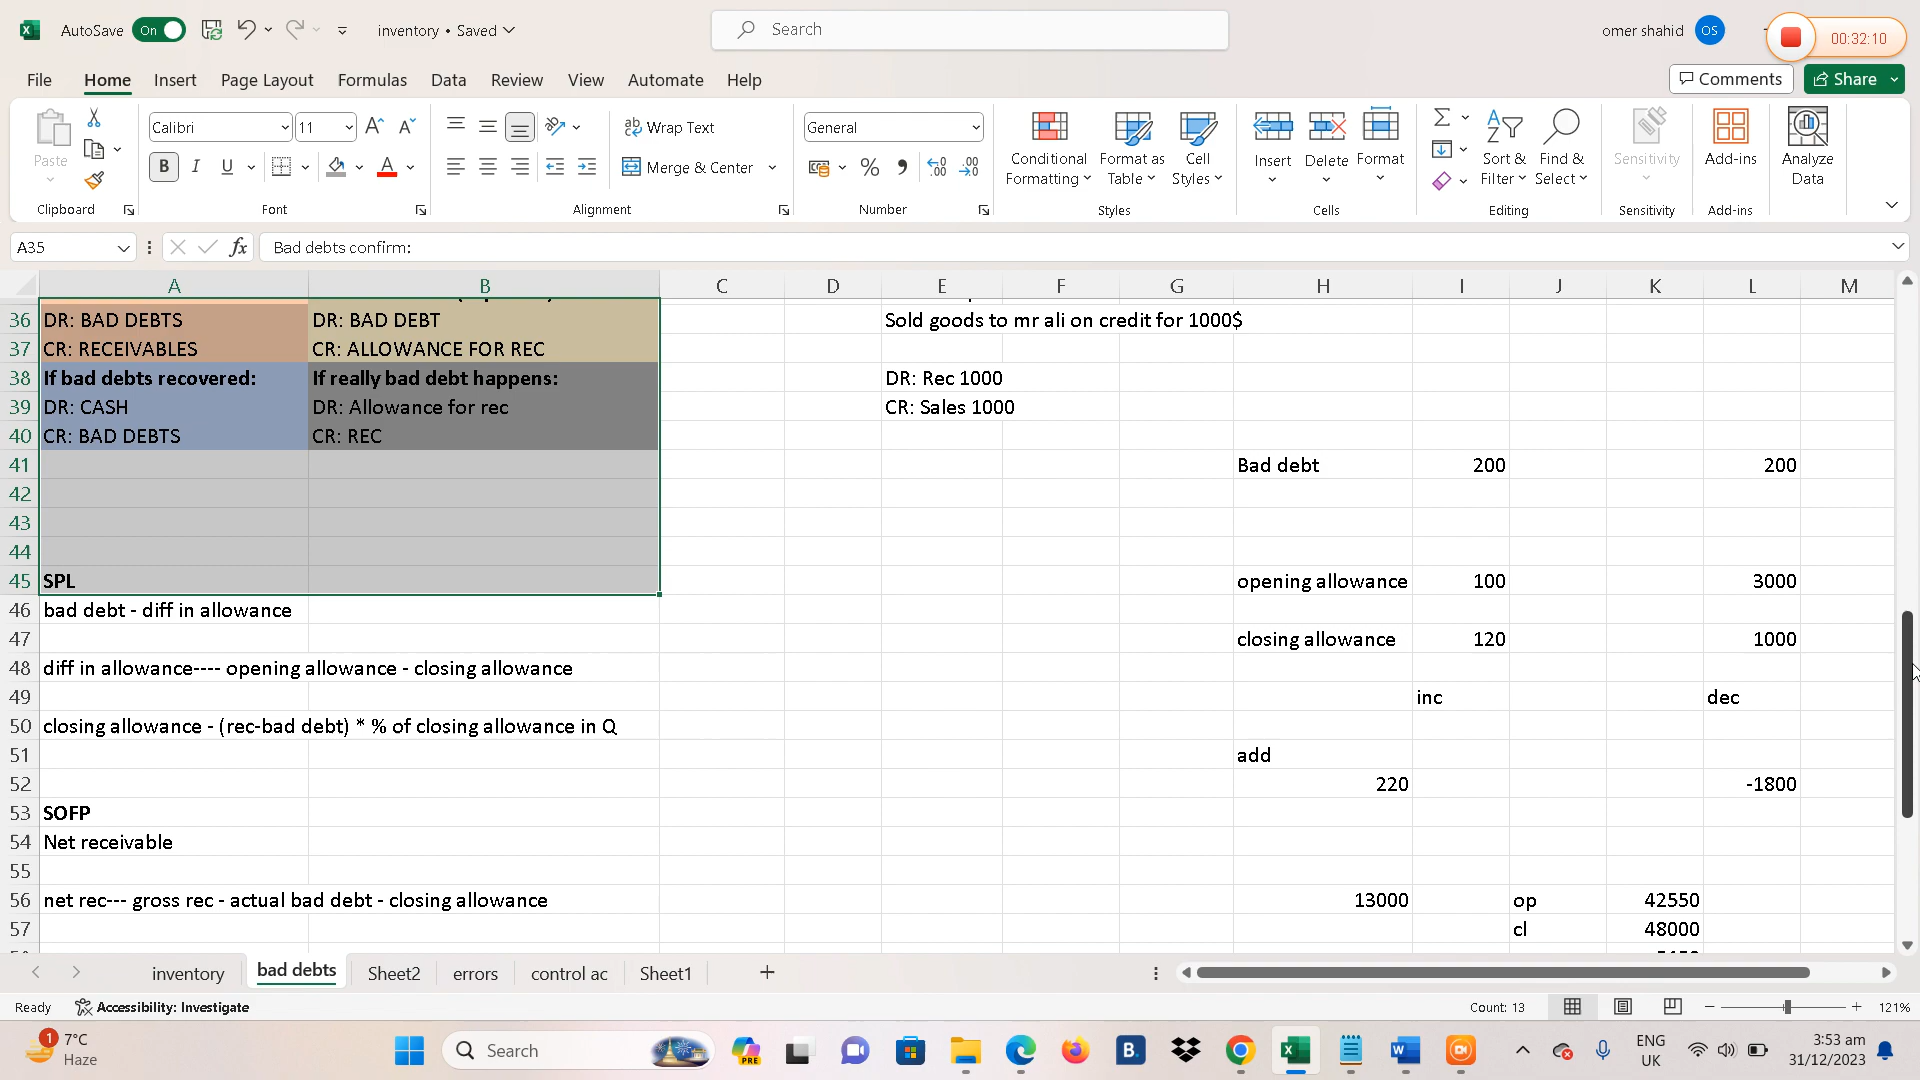 AutoSave On inventory • Saved Search omer shahid OS 00:32:10
File Home Insert Page Layout Formulas Data Review View Automate Help Comments Share
Paste Calibri 11 Wrap Text General Conditional Formatting Format as Table Cell Styles Insert Delete Format Sort & Filter Find & Select Sensitivity Add-ins Analyze Data
B I U A Merge & Center % 9
Clipboard Font Alignment Number Styles Cells Editing Sensitivity Add-ins
A35 fx Bad debts confirm:
A B C D E F G H I J K L M
36 DR: BAD DEBTS DR: BAD DEBT Sold goods to mr ali on credit for 1000$
37 CR: RECEIVABLES CR: ALLOWANCE FOR REC
38 If bad debts recovered: If really bad debt happens: DR: Rec 1000
39 DR: CASH DR: Allowance for rec CR: Sales 1000
40 CR: BAD DEBTS CR: REC
41 Bad debt 200 200
42
43
44
45 SPL opening allowance 100 3000
46 bad debt - diff in allowance
47 closing allowance 120 1000
48 diff in allowance---- opening allowance - closing allowance
49 inc dec
50 closing allowance - (rec-bad debt) * % of closing allowance in Q
51 add
52 220 -1800
53 SOFP
54 Net receivable
55
56 net rec--- gross rec - actual bad debt - closing allowance 13000 op 42550
57 cl 48000
inventory bad debts Sheet2 errors control ac Sheet1
Ready Accessibility: Investigate Count: 13 121%
1 7°C Haze Search PRE B. W ENG UK 3:53 am 31/12/2023